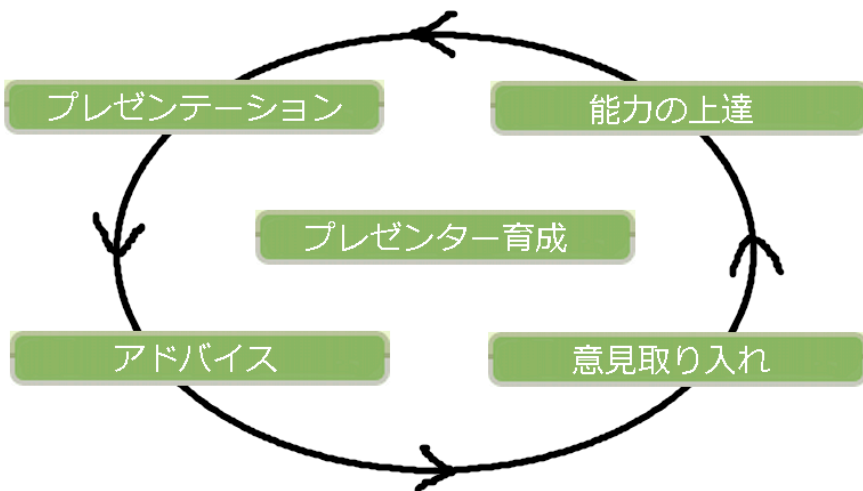 プレゼンテーション
能力の上達
プレゼンター育成
アドバイス
意見取り入れ